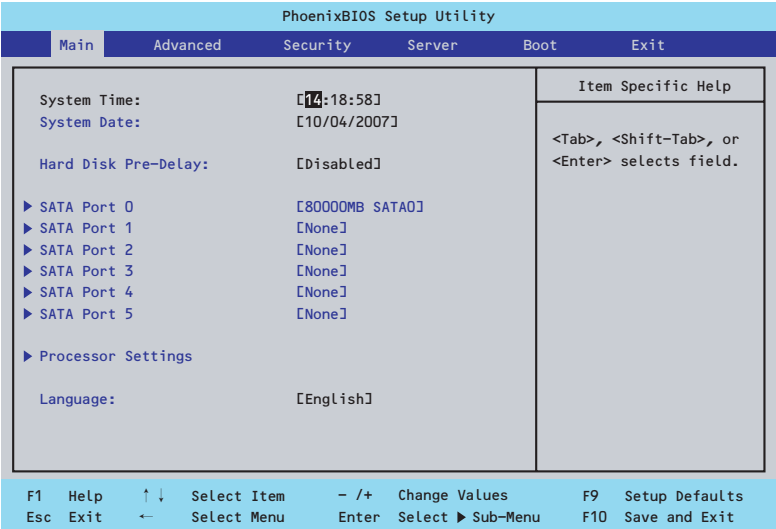 PhoenixBIOS Setup Utility
Main Advanced Security Server Boot Exit
System Time: [14:18:58]
System Date: [10/04/2007]
Hard Disk Pre-Delay: [Disabled]
▶ SATA Port 0 [80000MB SATA0]
▶ SATA Port 1 [None]
▶ SATA Port 2 [None]
▶ SATA Port 3 [None]
▶ SATA Port 4 [None]
▶ SATA Port 5 [None]
▶ Processor Settings
Language: [English]
Item Specific Help
<Tab>, <Shift-Tab>, or
<Enter> selects field.
F1 Help ↑↓ Select Item - /+ Change Values F9 Setup Defaults
Esc Exit ← Select Menu Enter Select ▶ Sub-Menu F10 Save and Exit